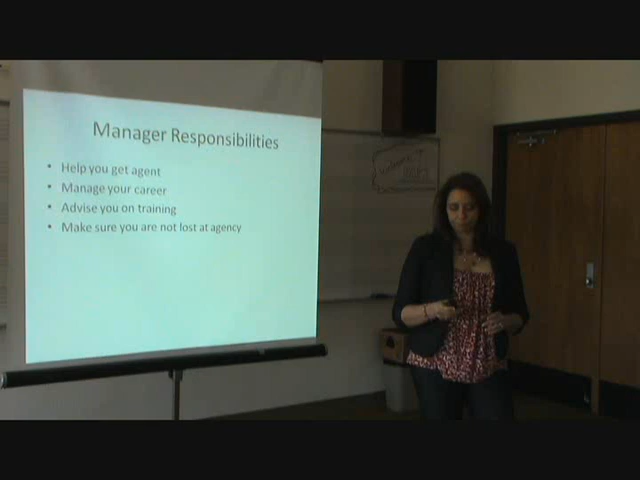 Manager Responsibilities
• Help you get agent
• Manage your career
• Advise you on training
• Make sure you are not lost at agency